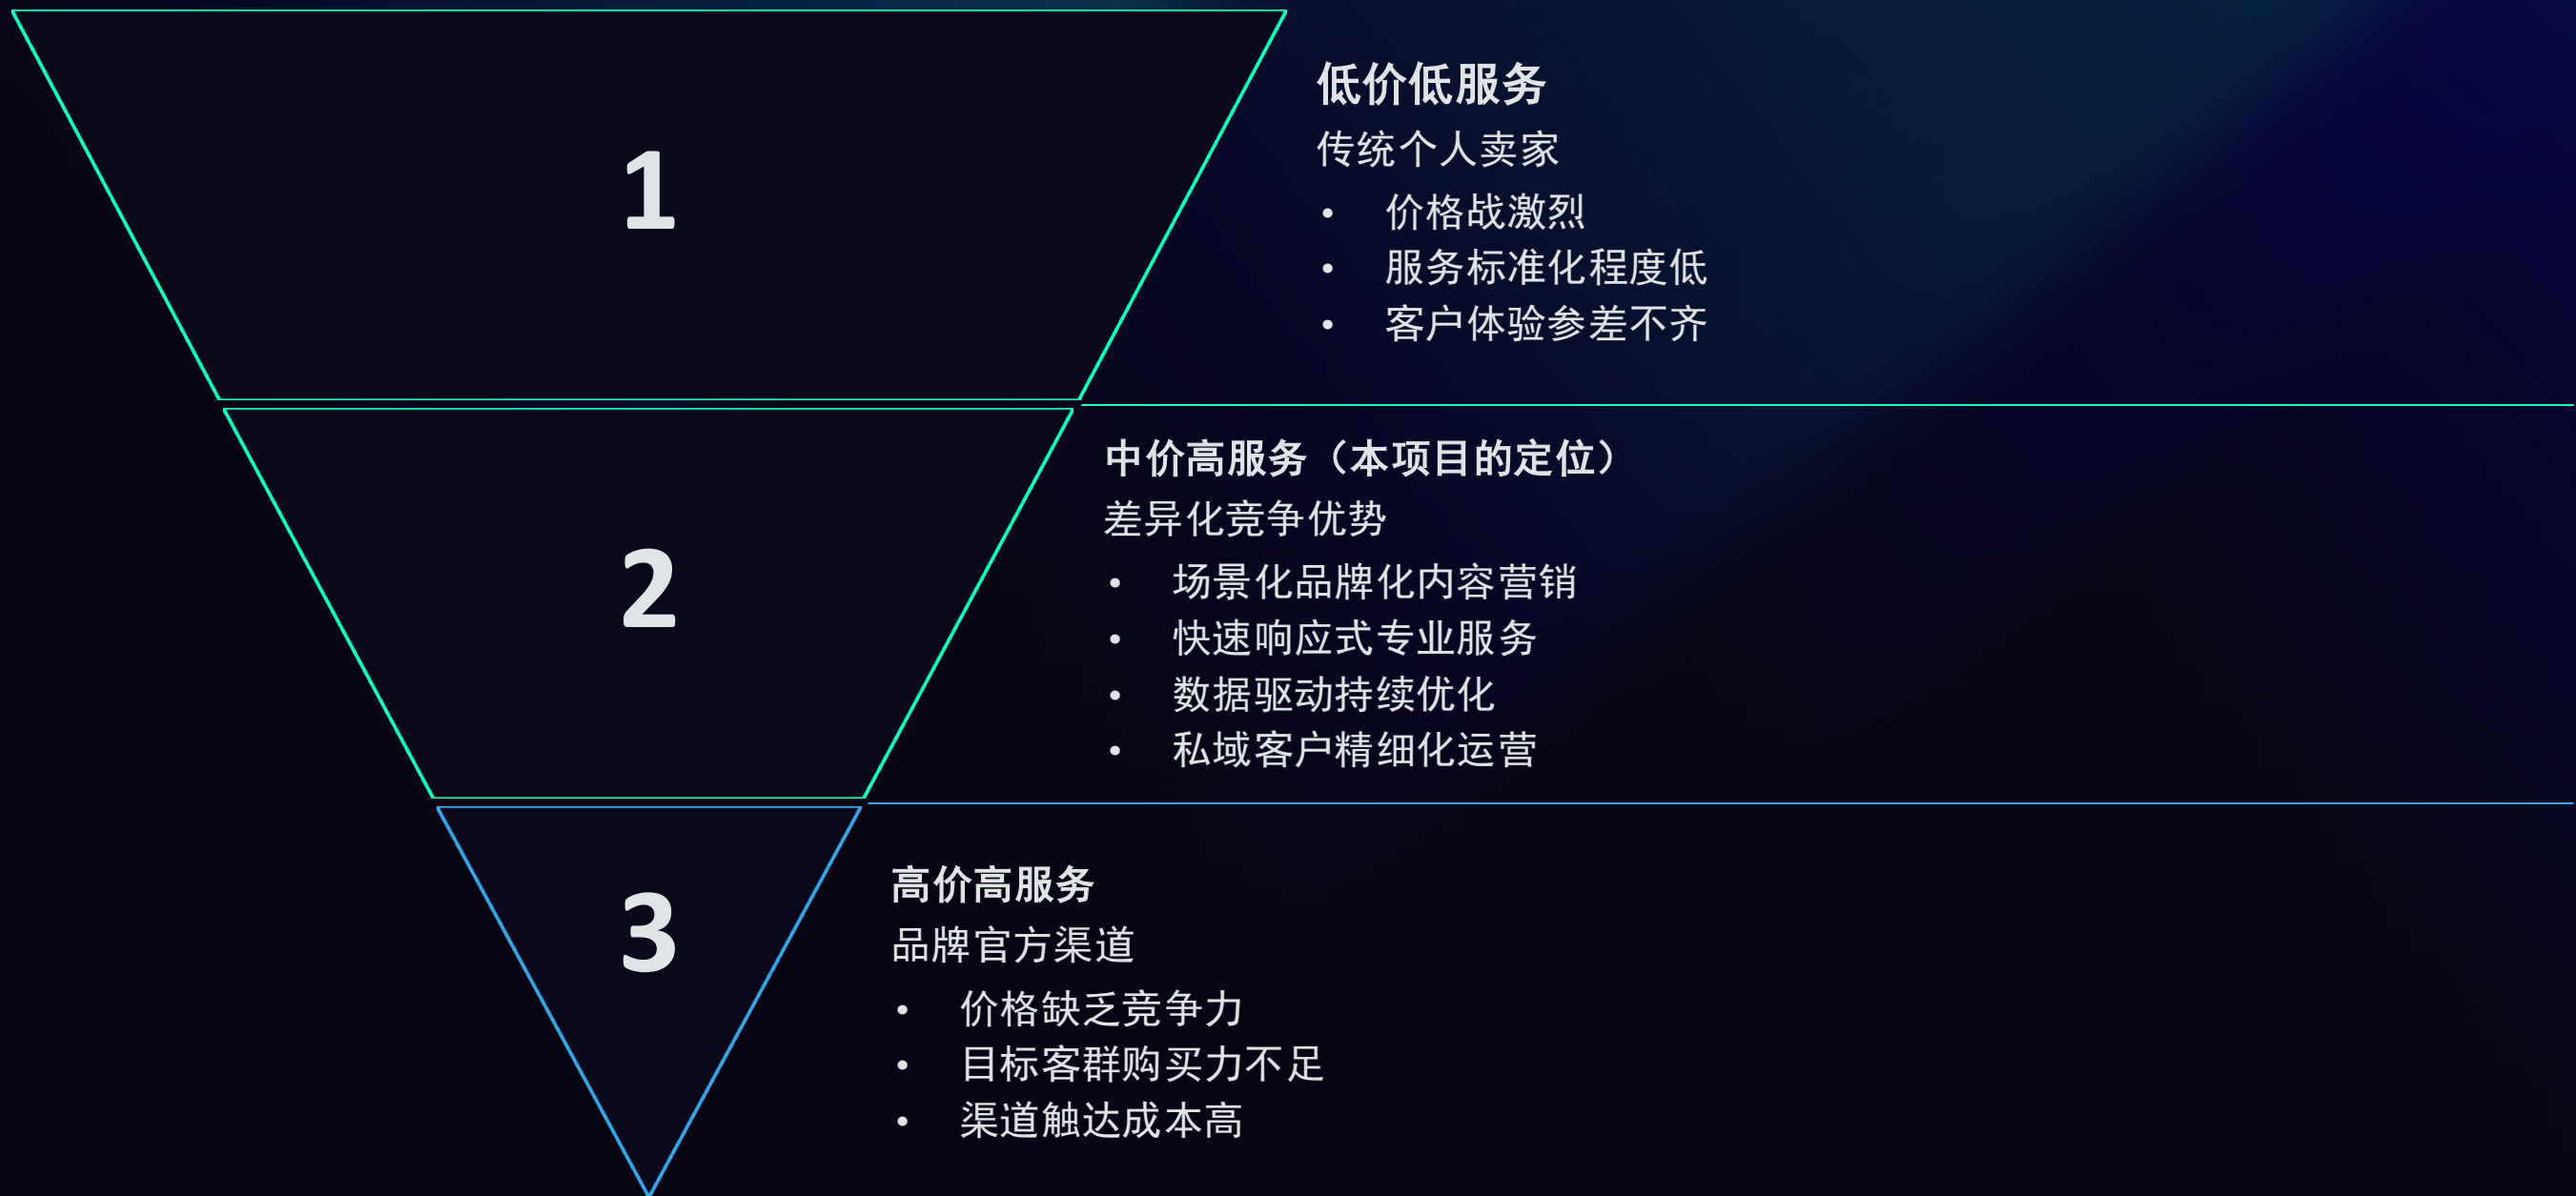 1
低价低服务
传统个人卖家
• 价格战激烈
• 服务标准化程度低
• 客户体验参差不齐
2
中价高服务（本项目的定位）
差异化竞争优势
• 场景化品牌化内容营销
• 快速响应式专业服务
• 数据驱动持续优化
• 私域客户精细化运营
3
高价高服务
品牌官方渠道
• 价格缺乏竞争力
• 目标客群购买力不足
• 渠道触达成本高